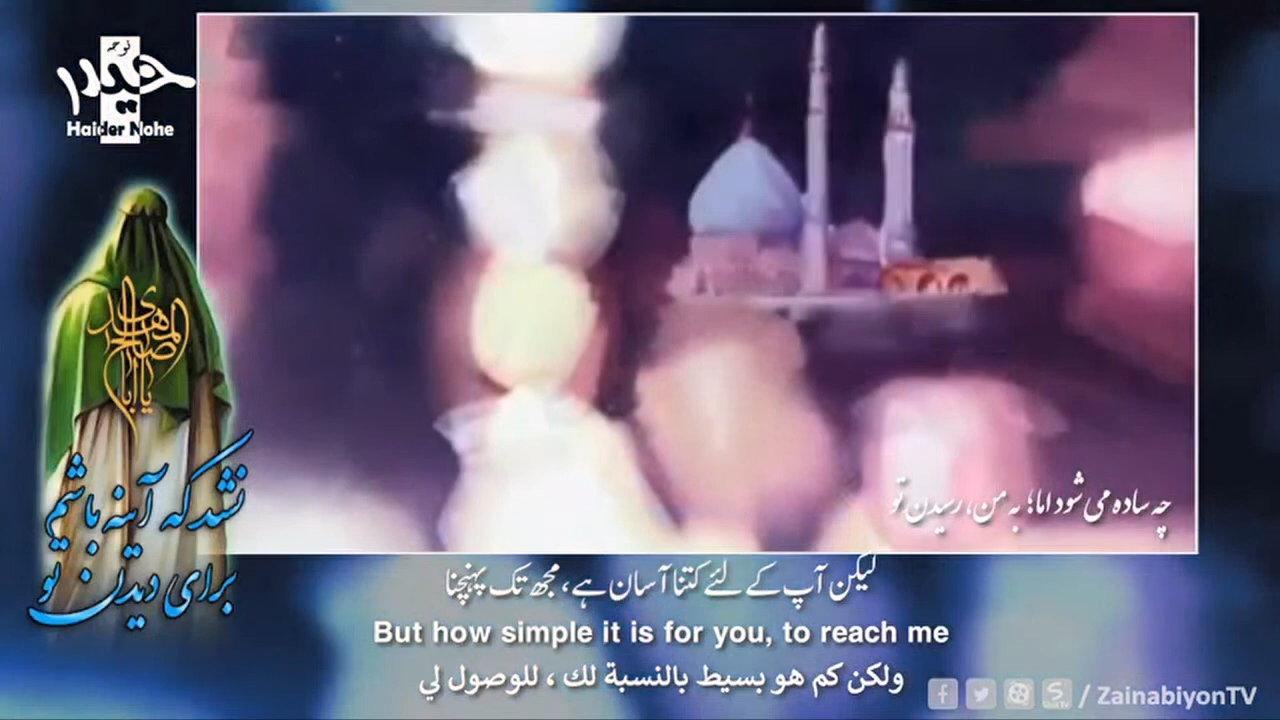 نوحه
حیدر
Haider Nohe
یا اباصالح المهدی
نشد که آینه باشم
برای دیدن تو
چه ساده می شود اما؛ به من، رسیدن تو
لیکن آپ کے لئے کتنا آسان ہے، مجھ تک پہنچنا
But how simple it is for you, to reach me
ولكن كم هو بسيط بالنسبة لك ، للوصول لي
/ ZainabiyonTV